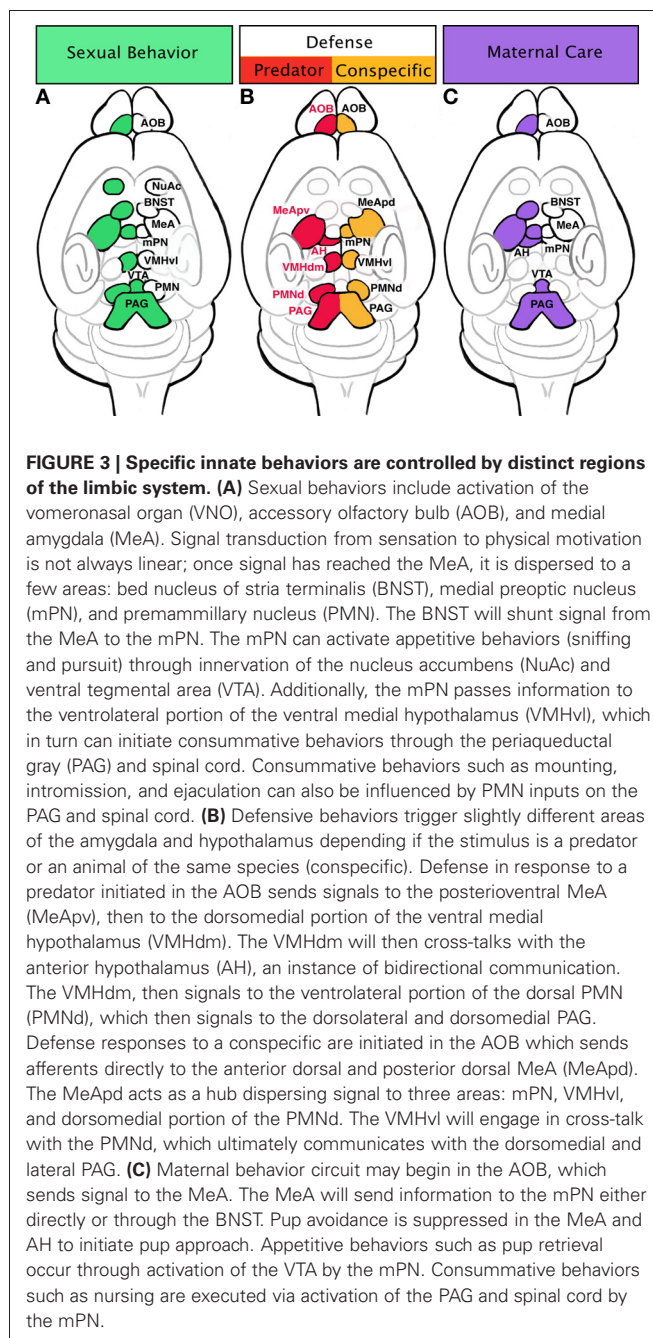 Sexual Behavior
Defense
Predator Conspecific
Maternal Care
A
AOB
NuAc
BNST
MeA
mPN
VMHvl
VTA
PMN
PAG
B
AOB
AOB
MeApv
MeApd
mPN
AH
VMHdm
VMHvl
PMNd
PMNd
PAG
PAG
C
AOB
BNST
MeA
mPN
AH
VTA
PAG
FIGURE 3 | Specific innate behaviors are controlled by distinct regions
of the limbic system. (A) Sexual behaviors include activation of the
vomeronasal organ (VNO), accessory olfactory bulb (AOB), and medial
amygdala (MeA). Signal transduction from sensation to physical motivation
is not always linear; once signal has reached the MeA, it is dispersed to a
few areas: bed nucleus of stria terminalis (BNST), medial preoptic nucleus
(mPN), and premammillary nucleus (PMN). The BNST will shunt signal from
the MeA to the mPN. The mPN can activate appetitive behaviors (sniffing
and pursuit) through innervation of the nucleus accumbens (NuAc) and
ventral tegmental area (VTA). Additionally, the mPN passes information to
the ventrolateral portion of the ventral medial hypothalamus (VMHvl), which
in turn can initiate consummative behaviors through the periaqueductal
gray (PAG) and spinal cord. Consummative behaviors such as mounting,
intromission, and ejaculation can also be influenced by PMN inputs on the
PAG and spinal cord. (B) Defensive behaviors trigger slightly different areas
of the amygdala and hypothalamus depending if the stimulus is a predator
or an animal of the same species (conspecific). Defense in response to a
predator initiated in the AOB sends signals to the posterioventral MeA
(MeApv), then to the dorsomedial portion of the ventral medial
hypothalamus (VMHdm). The VMHdm will then cross-talks with the
anterior hypothalamus (AH), an instance of bidirectional communication.
The VMHdm, then signals to the ventrolateral portion of the dorsal PMN
(PMNd), which then signals to the dorsolateral and dorsomedial PAG.
Defense responses to a conspecific are initiated in the AOB which sends
afferents directly to the anterior dorsal and posterior dorsal MeA (MeApd).
The MeApd acts as a hub dispersing signal to three areas: mPN, VMHvl,
and dorsomedial portion of the PMNd. The VMHvl will engage in cross-talk
with the PMNd, which ultimately communicates with the dorsomedial and
lateral PAG. (C) Maternal behavior circuit may begin in the AOB, which
sends signal to the MeA. The MeA will send information to the mPN either
directly or through the BNST. Pup avoidance is suppressed in the MeA and
AH to initiate pup approach. Appetitive behaviors such as pup retrieval
occur through activation of the VTA by the mPN. Consummative behaviors
such as nursing are executed via activation of the PAG and spinal cord by
the mPN.